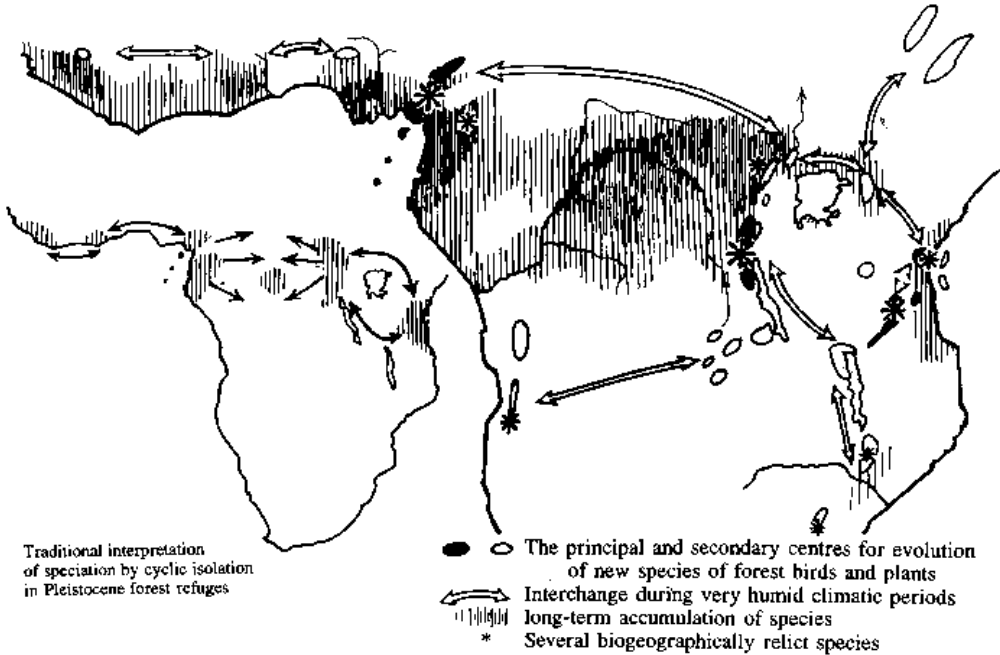 Traditional interpretation
of speciation by cyclic isolation
in Pleistocene forest refuges
The principal and secondary centres for evolution
of new species of forest birds and plants
Interchange during very humid climatic periods
long-term accumulation of species
* Several biogeographically relict species